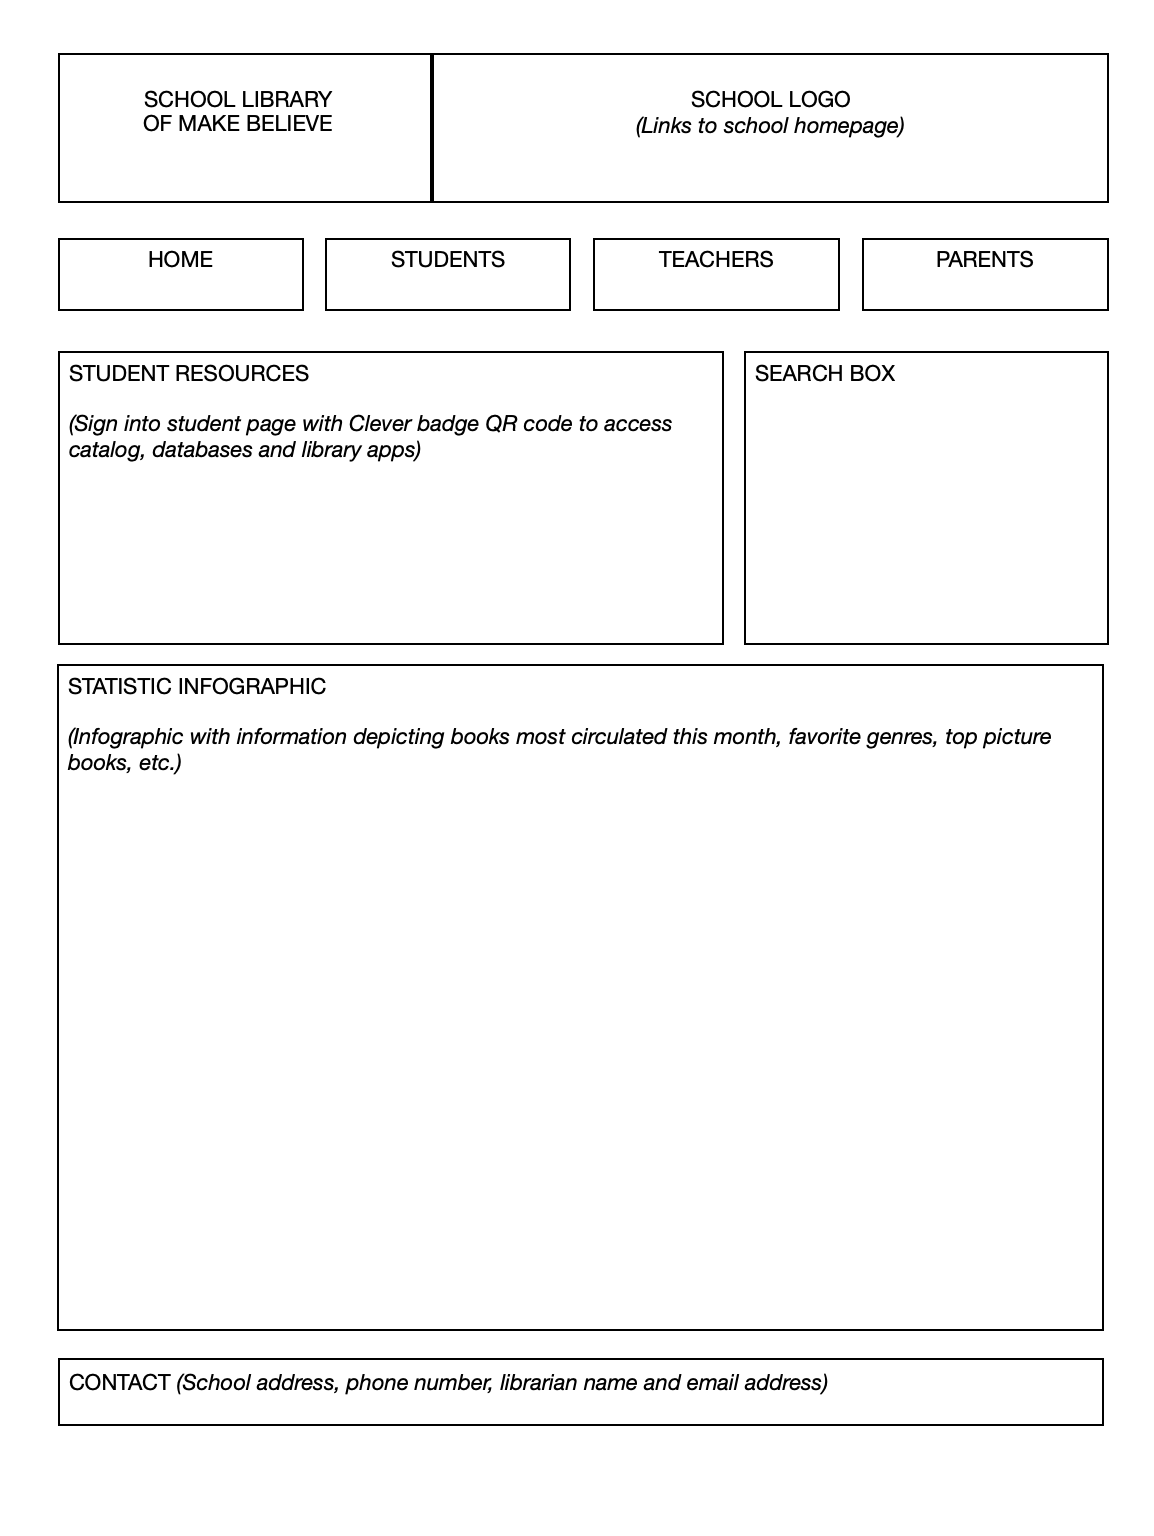 SCHOOL LIBRARY
OF MAKE BELIEVE
SCHOOL LOGO
(Links to school homepage)
HOME
STUDENTS
TEACHERS
PARENTS
STUDENT RESOURCES
(Sign into student page with Clever badge QR code to access
catalog, databases and library apps)
SEARCH BOX
STATISTIC INFOGRAPHIC
(Infographic with information depicting books most circulated this month, favorite genres, top picture
books, etc.)
CONTACT (School address, phone number, librarian name and email address)